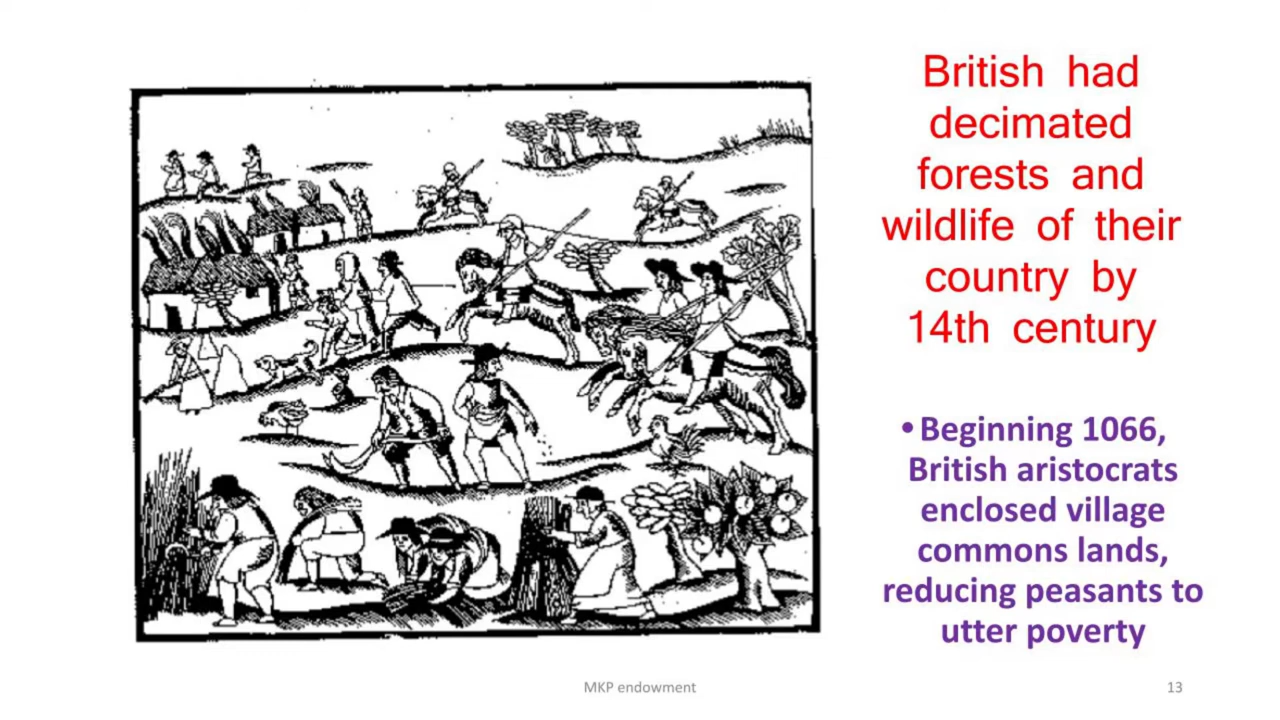 British had
decimated
forests and
wildlife of their
country by
14th century
•Beginning 1066,
British aristocrats
enclosed village
commons lands,
reducing peasants to
utter poverty
MKP endowment
13